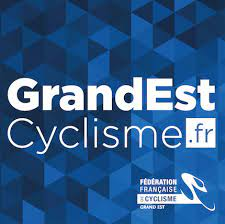 GrandEst
Cyclisme.fr
FÉDÉRATION
FRANÇAISE
DE CYCLISME
GRAND EST